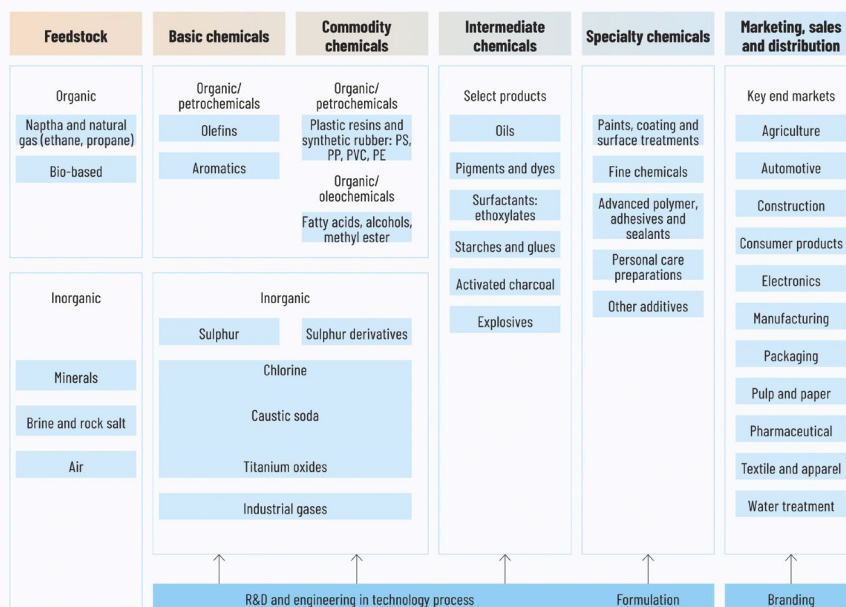 Feedstock
Basic chemicals
Commodity
chemicals
Intermediate
chemicals
Specialty chemicals
Marketing, sales
and distribution
Organic
Naptha and natural
gas (ethane, propane)
Bio-based
Inorganic
Minerals
Brine and rock salt
Air
Organic/
petrochemicals
Olefins
Aromatics
Organic/
petrochemicals
Plastic resins and
synthetic rubber: PS,
PP, PVC, PE
Organic/
oleochemicals
Fatty acids, alcohols,
methyl ester
Inorganic
Sulphur
Sulphur derivatives
Chlorine
Caustic soda
Titanium oxides
Industrial gases
Select products
Oils
Pigments and dyes
Surfactants:
ethoxylates
Starches and glues
Activated charcoal
Explosives
Paints, coating and
surface treatments
Fine chemicals
Advanced polymer,
adhesives and
sealants
Personal care
preparations
Other additives
Key end markets
Agriculture
Automotive
Construction
Consumer products
Electronics
Manufacturing
Packaging
Pulp and paper
Pharmaceutical
Textile and apparel
Water treatment
R&D and engineering in technology process
Formulation
Branding